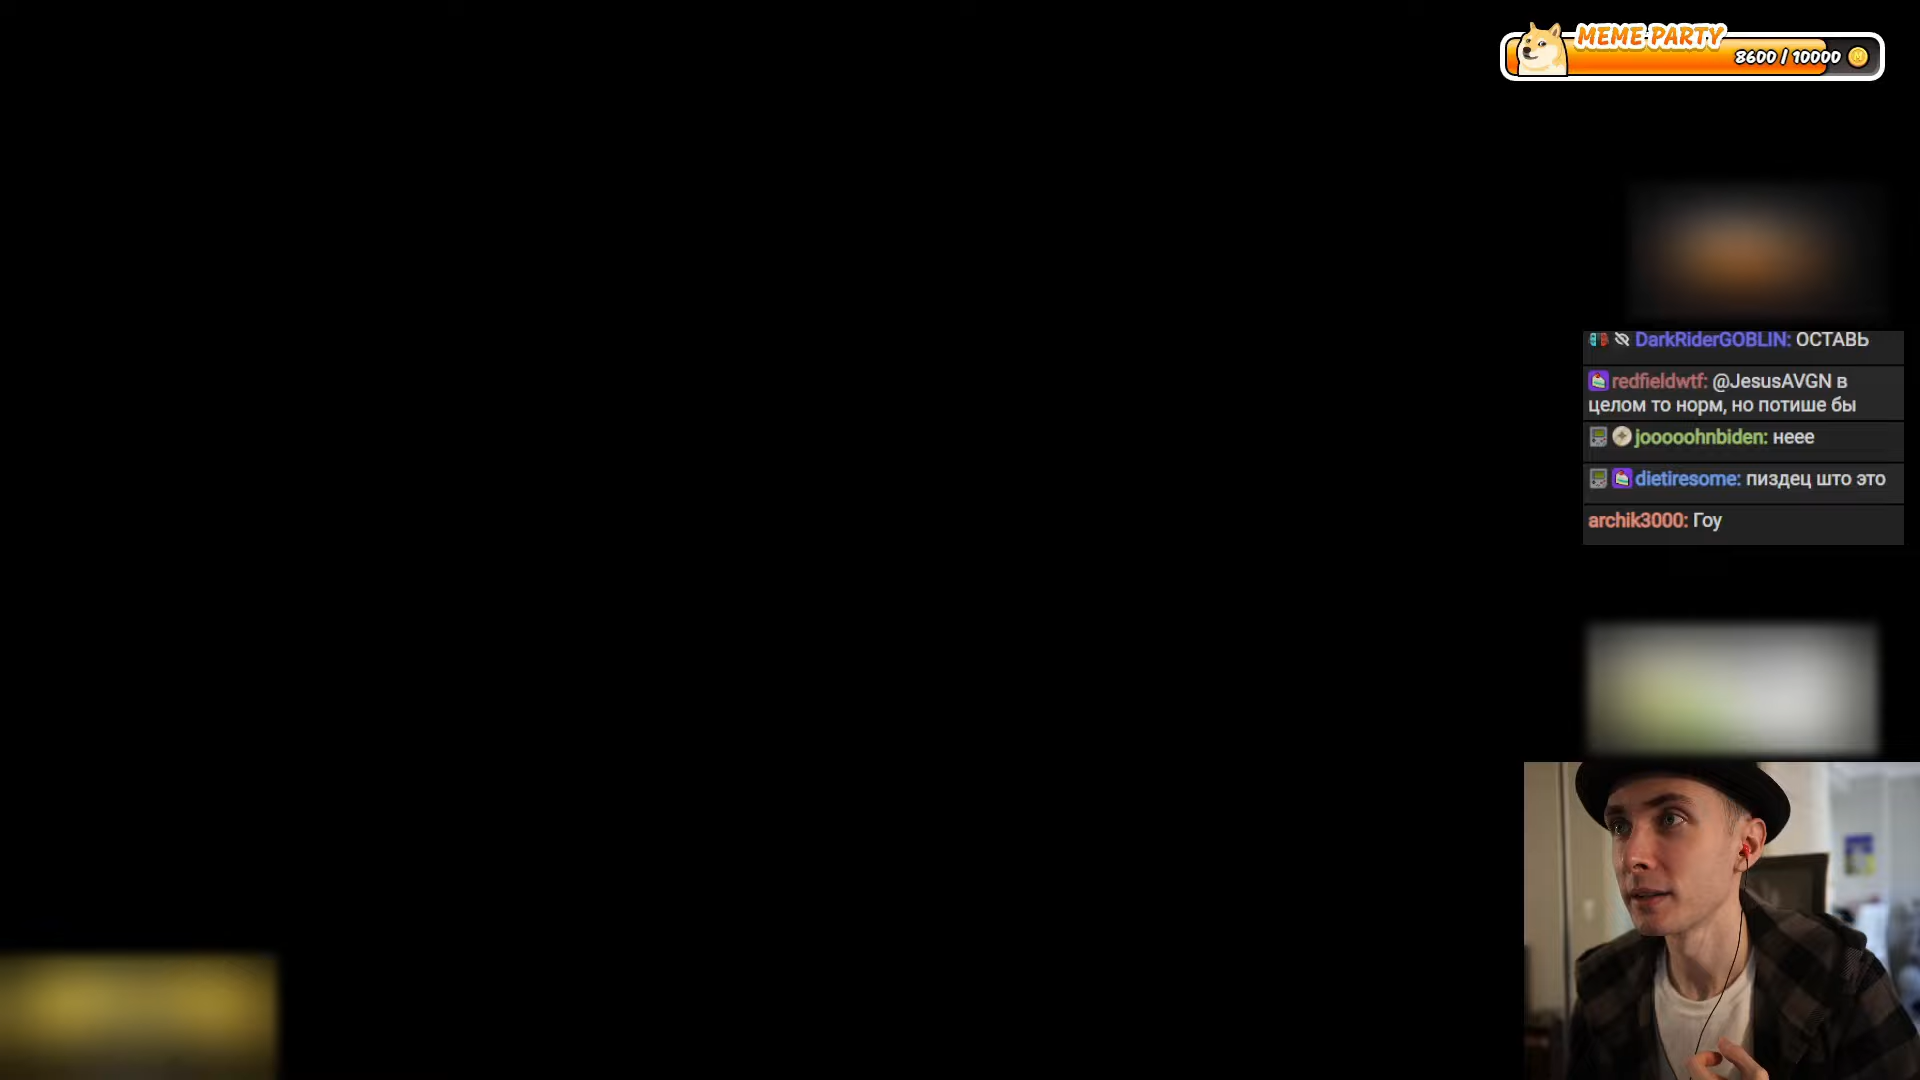 MEME PARTY
8600 / 10000
DarkRiderGOBLIN: ОСТАВЬ
redfieldwtf: @JesusAVGN в
целом то норм, но потише бы
jooooohnbiden: неее
dietiresome: пиздец што это
archik3000: Гоу